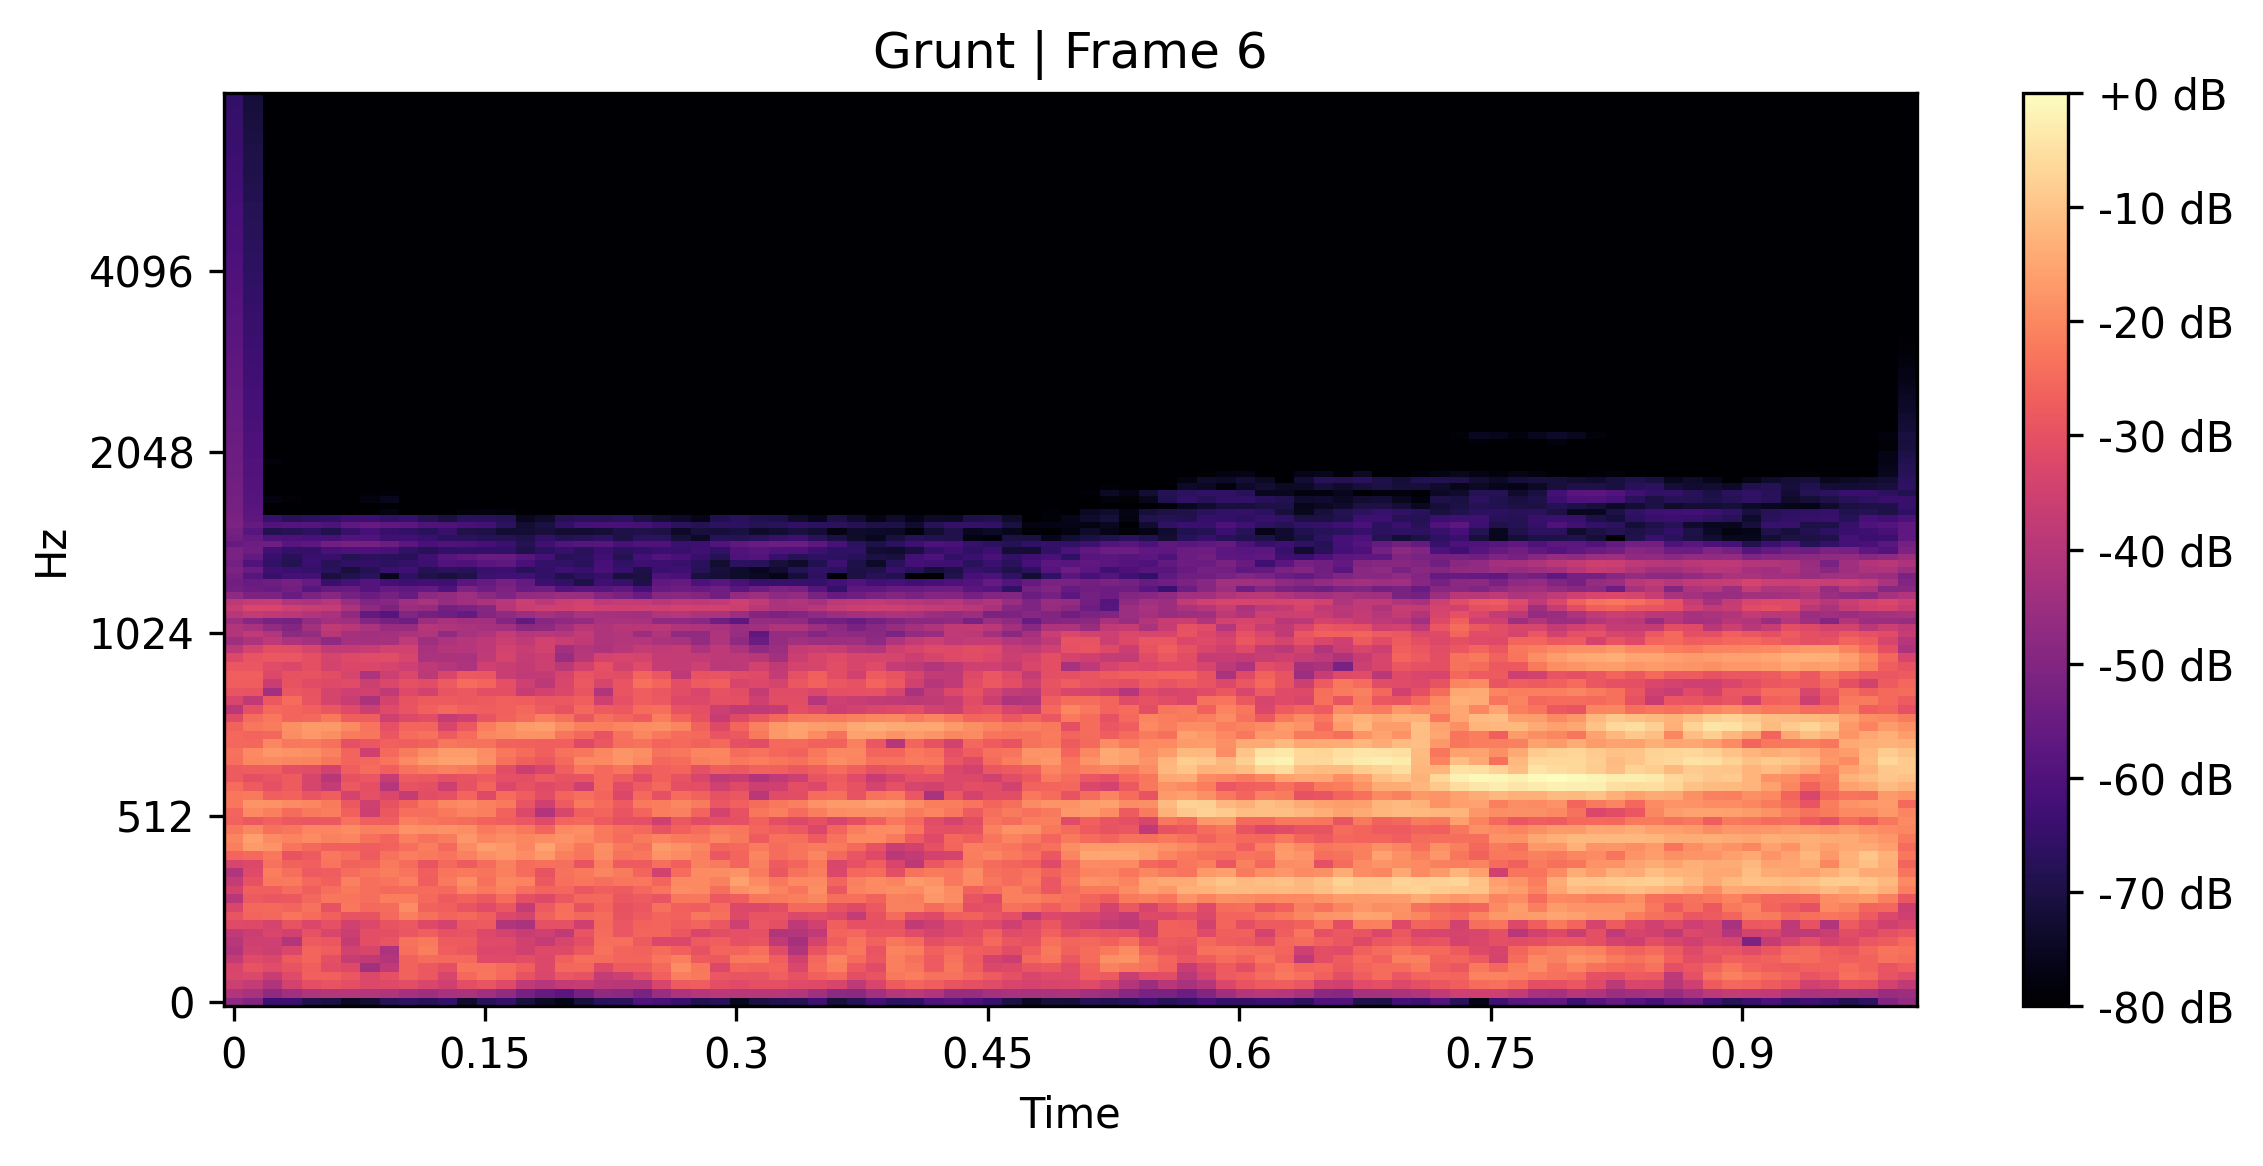 Grunt | Frame 6
+0 dB
-10 dB
-20 dB
-30 dB
-40 dB
-50 dB
-60 dB
-70 dB
-80 dB
4096
2048
1024
512
0
Hz
0 0.15 0.3 0.45 0.6 0.75 0.9
Time